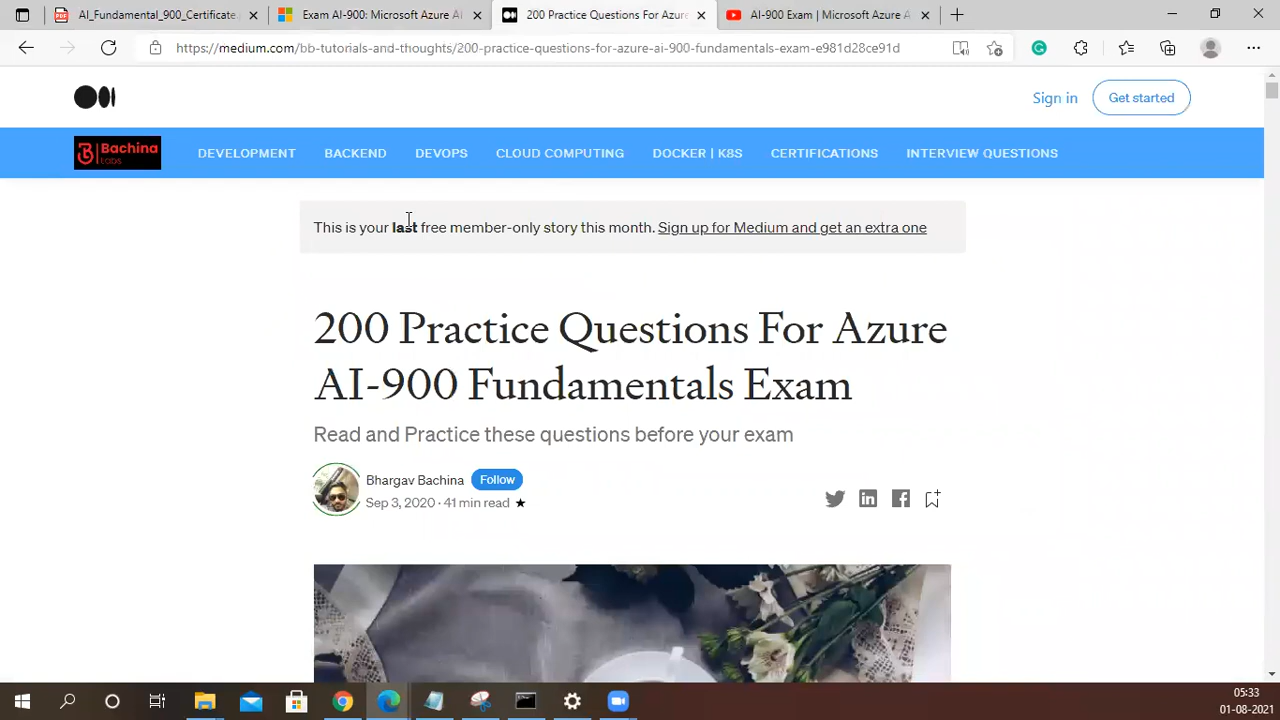 AI_Fundamental_900_Certificate.
Exam AI-900: Microsoft Azure AI
200 Practice Questions For Azure
AI-900 Exam | Microsoft Azure A
https://medium.com/bb-tutorials-and-thoughts/200-practice-questions-for-azure-ai-900-fundamentals-exam-e981d28ce91d
Sign in
Get started
Bachina
Labs
DEVELOPMENT
BACKEND
DEVOPS
CLOUD COMPUTING
DOCKER | K8S
CERTIFICATIONS
INTERVIEW QUESTIONS
This is your last free member-only story this month. Sign up for Medium and get an extra one
200 Practice Questions For Azure
AI-900 Fundamentals Exam
Read and Practice these questions before your exam
Bhargav Bachina
Follow
Sep 3, 2020 · 41 min read ★
05:33
01-08-2021